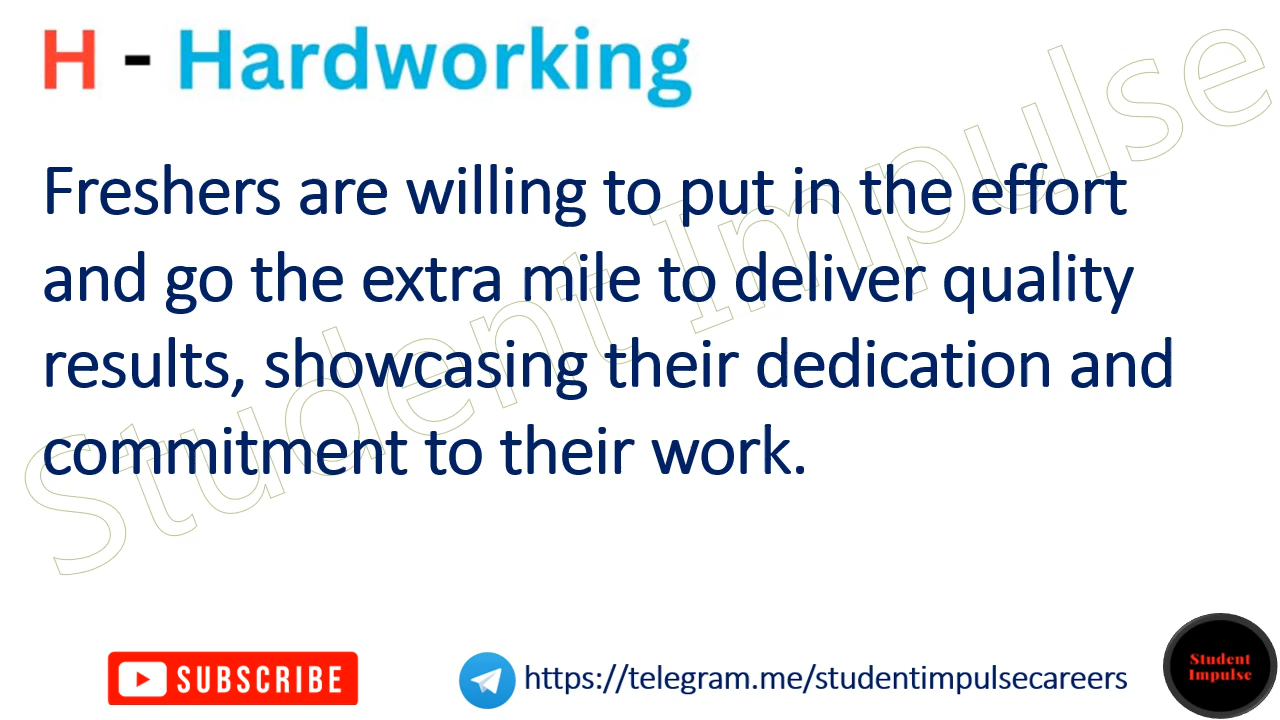 H - Hardworking
Freshers are willing to put in the effort
and go the extra mile to deliver quality
results, showcasing their dedication and
commitment to their work.
Student Impulse
SUBSCRIBE
https://telegram.me/studentimpulsecareers
Student
Impulse